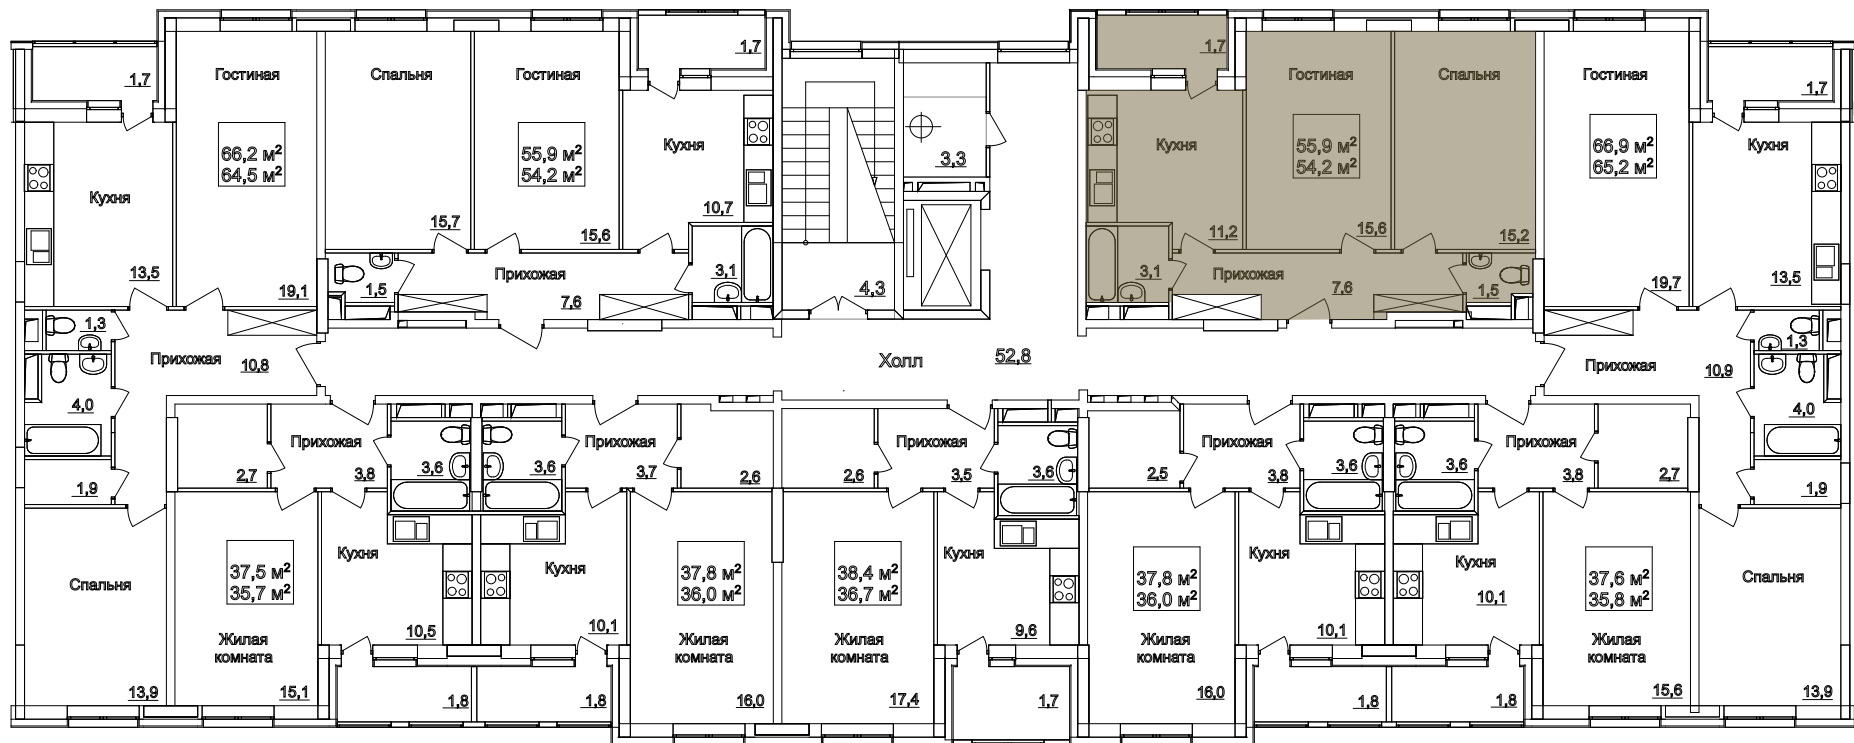 1,7
Гостиная
66,2 м²
64,5 м²
Кухня
13,5
19,1
Спальня
15,7
Гостиная
55,9 м²
54,2 м²
15,6
1,7
Кухня
10,7
1,5
Прихожая
7,6
3,1
4,3
3,3
1,7
Кухня
11,2
Гостиная
55,9 м²
54,2 м²
15,6
Спальня
15,2
3,1
Прихожая
7,6
1,5
Гостиная
66,9 м²
65,2 м²
19,7
1,7
Кухня
13,5
1,3
Прихожая
10,8
4,0
1,9
Холл
52,8
Прихожая
10,9
1,3
4,0
1,9
2,7
Прихожая
3,8
3,6
3,6
Прихожая
3,7
2,6
2,6
Прихожая
3,5
3,6
2,5
Прихожая
3,8
3,6
3,6
Прихожая
3,8
2,7
Спальня
13,9
37,5 м²
35,7 м²
Жилая
комната
15,1
Кухня
10,5
1,8
Кухня
10,1
1,8
37,8 м²
36,0 м²
Жилая
комната
16,0
38,4 м²
36,7 м²
Жилая
комната
17,4
Кухня
9,6
1,7
37,8 м²
36,0 м²
Жилая
комната
16,0
Кухня
10,1
1,8
Кухня
10,1
1,8
37,6 м²
35,8 м²
Жилая
комната
15,6
Спальня
13,9